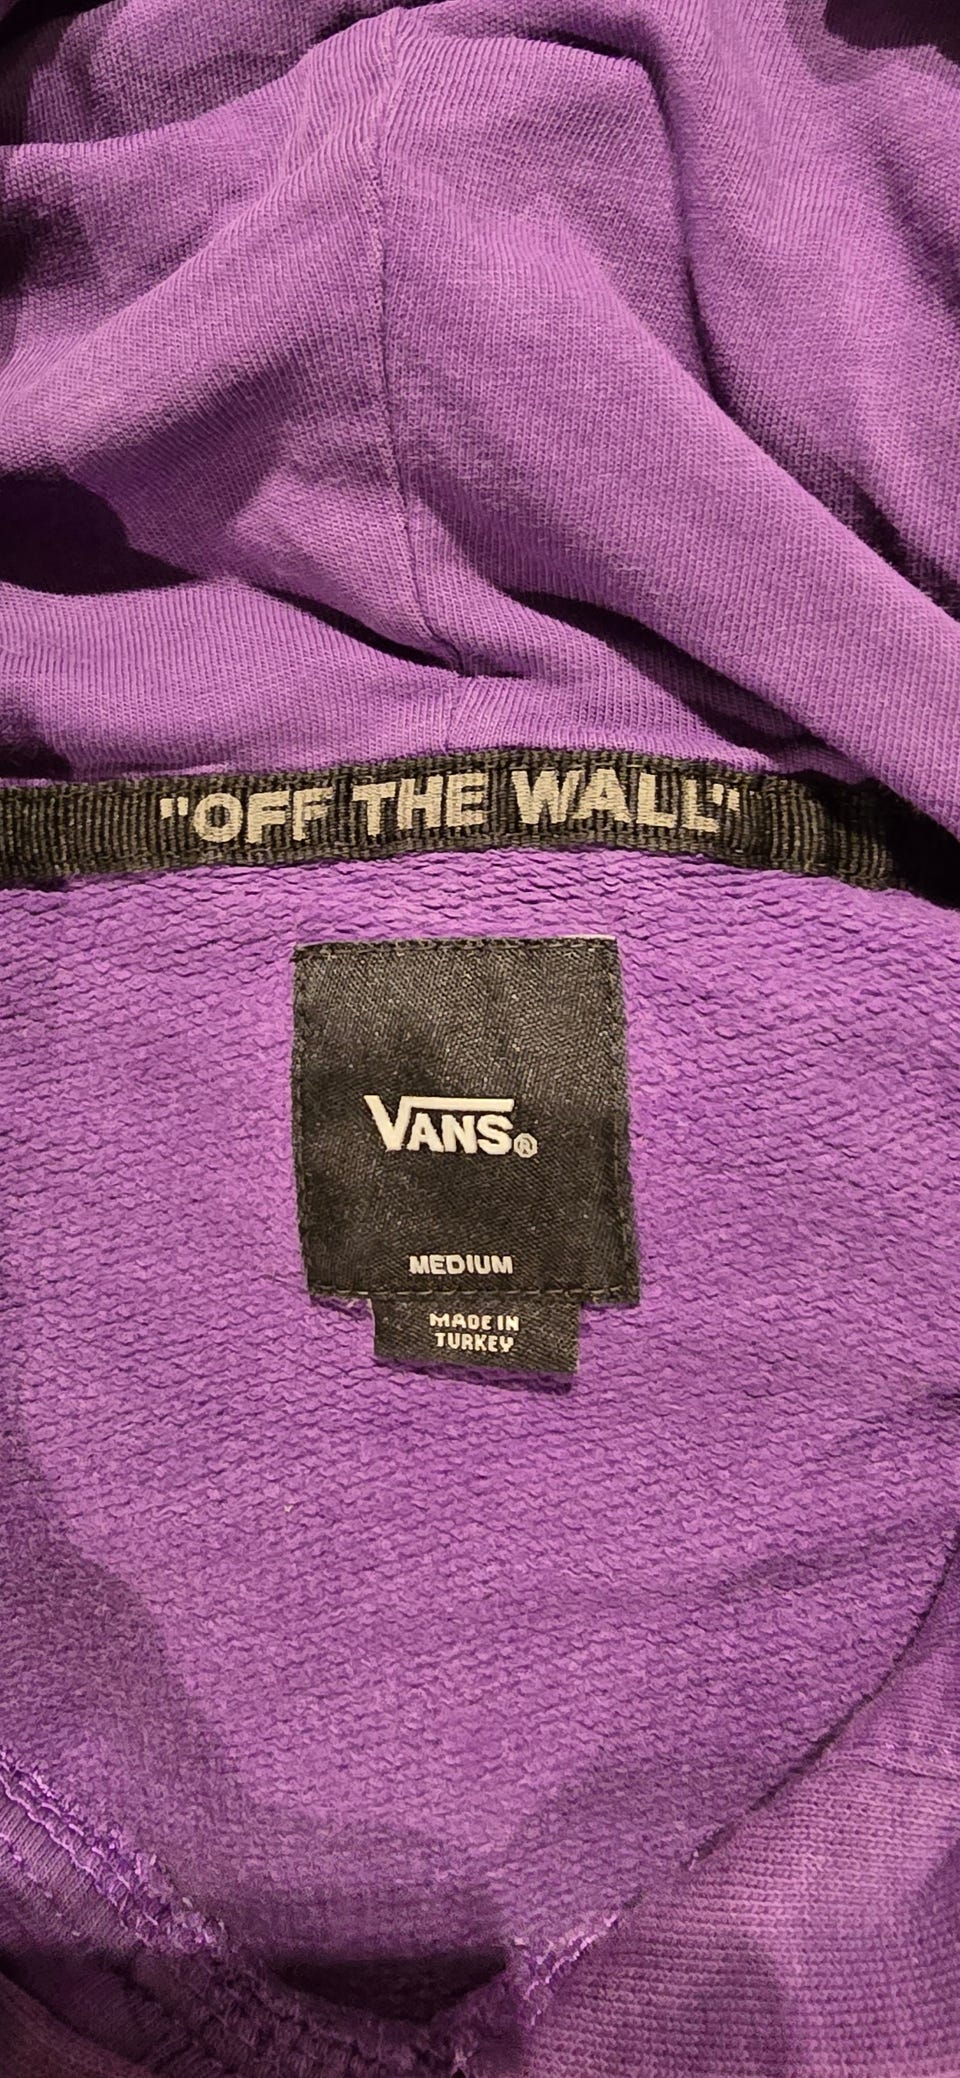 "OFF THE WALL"
VANS®
MEDIUM
MADE IN
TURKEY